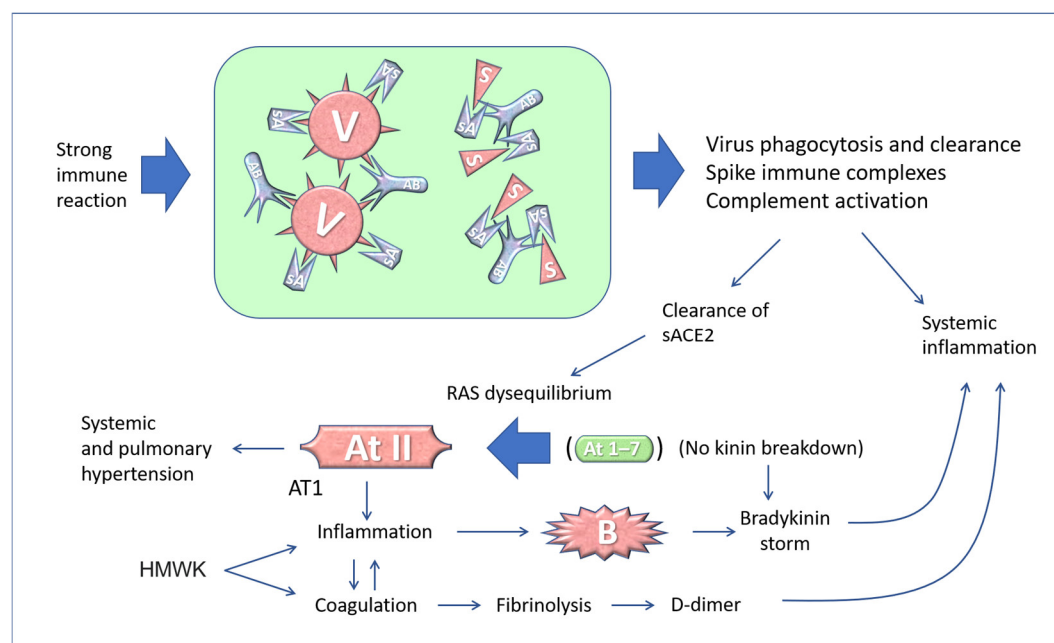 Strong
immune
reaction
sA
sA
V
AB
AB
V
sA
sA
S
AB
sA
sA
S
S
sA
sA
AB
S
Virus phagocytosis and clearance
Spike immune complexes
Complement activation
Clearance of
sACE2
Systemic
inflammation
RAS dysequilibrium
Systemic
and pulmonary
hypertension
At II
(At 1–7)
(No kinin breakdown)
AT1
Inflammation
B
Bradykinin
storm
HMWK
Coagulation
Fibrinolysis
D-dimer